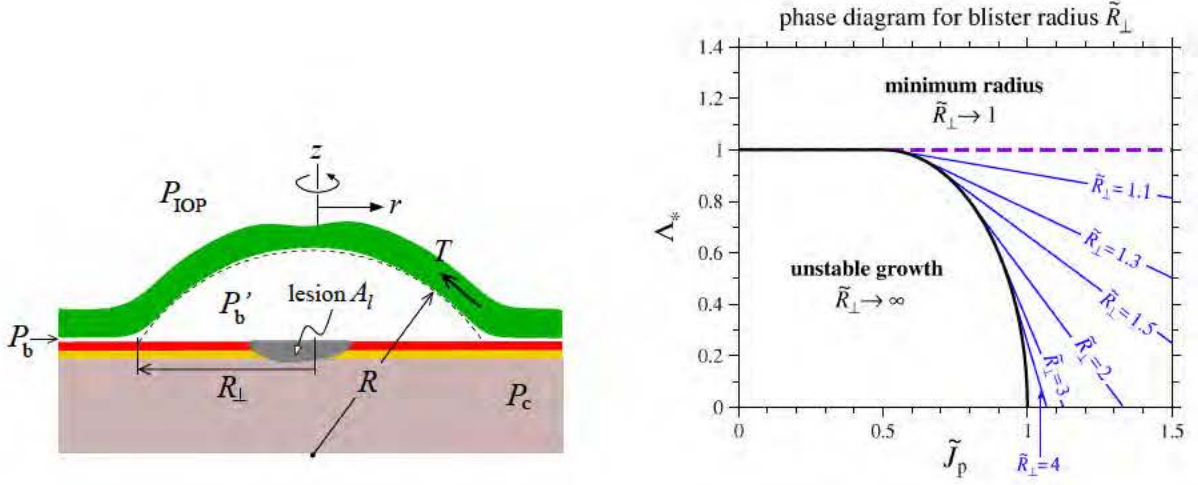 z
P_IOP
r
T
P_b'
lesion A_l
P_b
R_⊥
R
P_c
phase diagram for blister radius R̃_⊥
1.4
1.2
1
0.8
0.6
0.4
0.2
0
Λ_*
minimum radius
R̃_⊥→ 1
R̃_⊥=1.1
R̃_⊥=1.3
unstable growth
R̃_⊥→ ∞
R̃_⊥=1.5
R̃_⊥=2
R̃_⊥=3
0
0.5
1
1.5
J̃_p
R̃_⊥=4